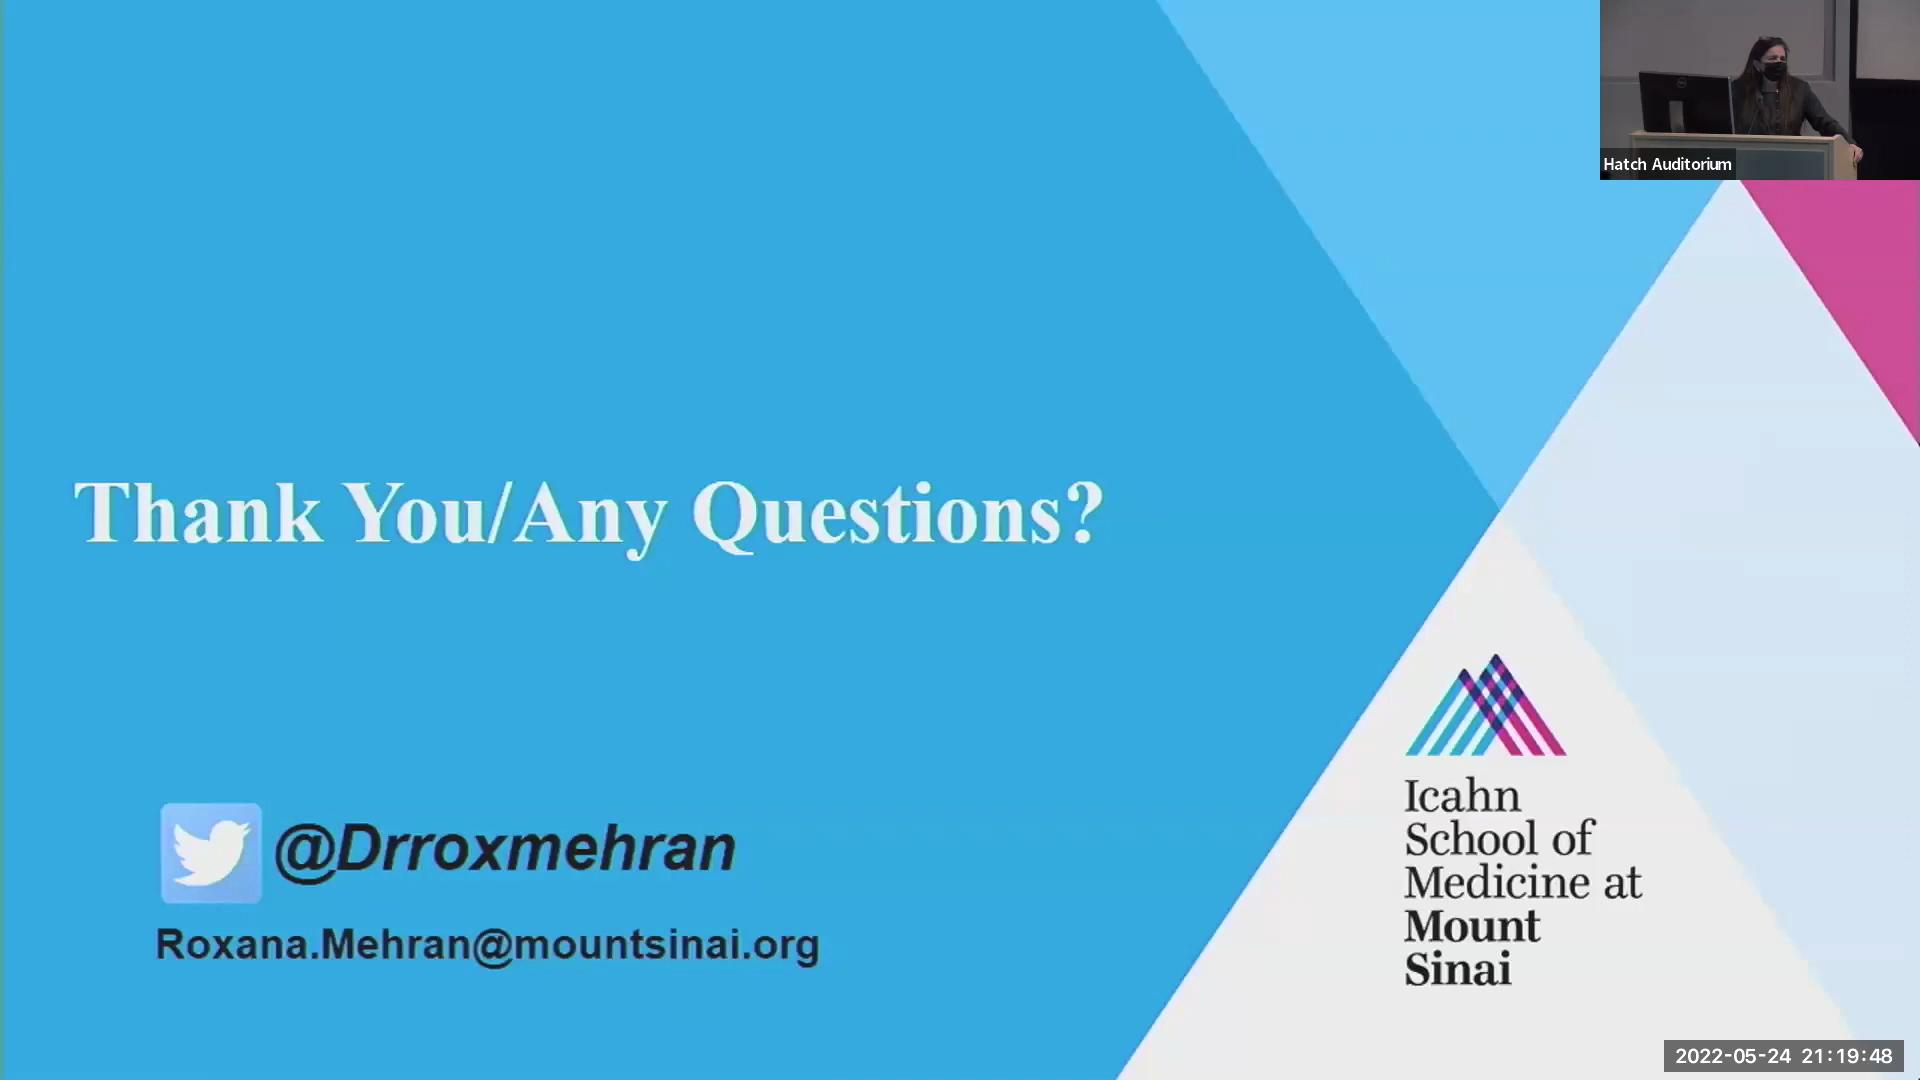 Hatch Auditorium
Thank You/Any Questions?
@Drroxmehran
Roxana.Mehran@mountsinai.org
Icahn
School of
Medicine at
Mount
Sinai
2022-05-24 21:19:48